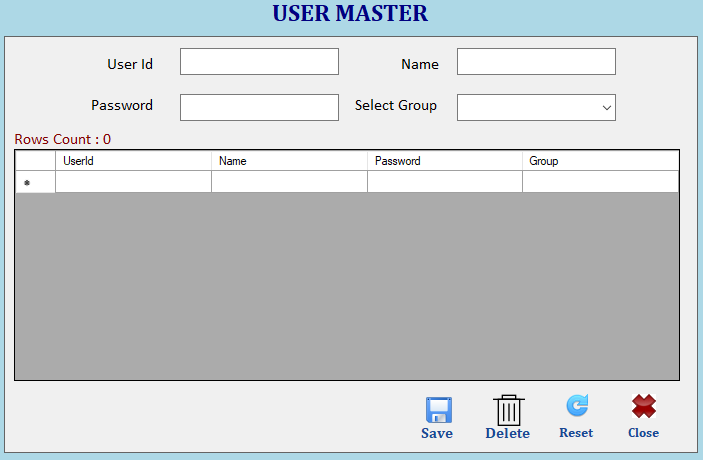 USER MASTER
User Id Name
Password Select Group
Rows Count : 0
UserId Name Password Group
*
Save Delete Reset Close